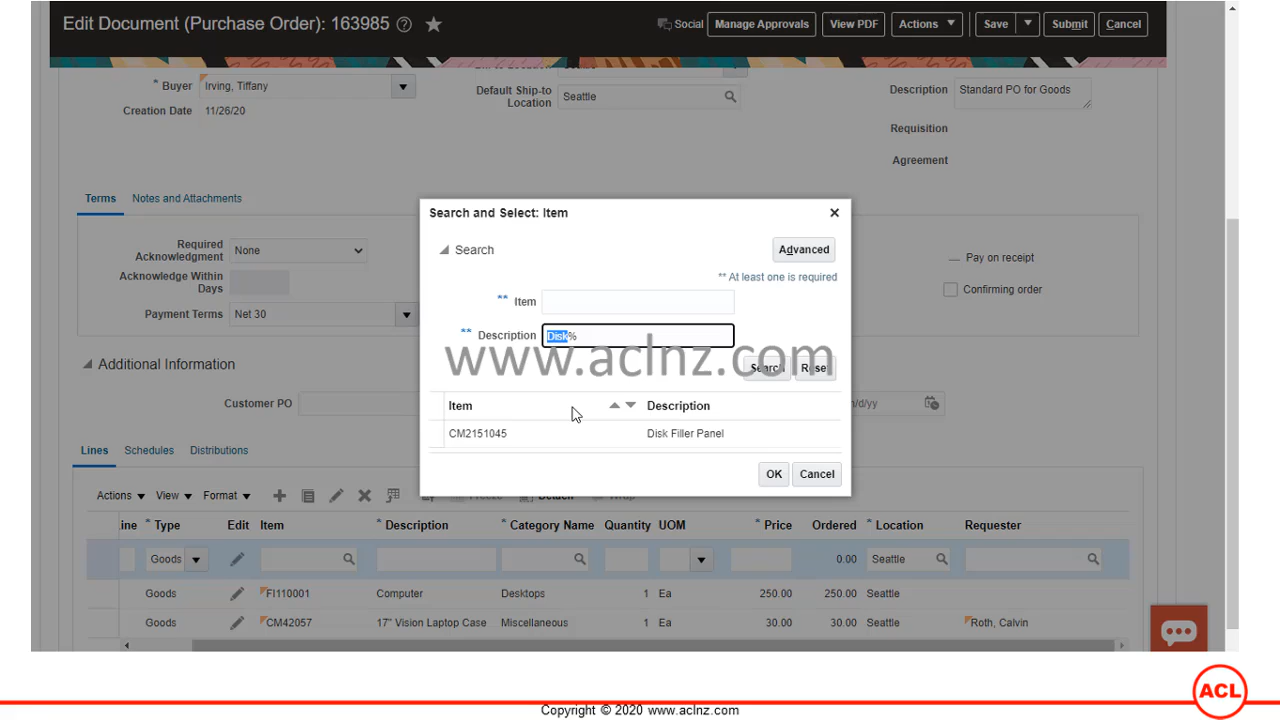 Edit Document (Purchase Order): 163985 ? Social Manage Approvals View PDF Actions Save Submit Cancel
* Buyer Irving, Tiffany
Creation Date 11/26/20
Default Ship-to
Location Seattle
Description Standard PO for Goods
Requisition
Agreement
Terms Notes and Attachments
Required
Acknowledgment None
Acknowledge Within
Days
Payment Terms Net 30
Pay on receipt
Confirming order
Additional Information
Customer PO
Search and Select: Item
Search Advanced
** At least one is required
** Item
** Description Disk%
www.aclnz.com
Search Reset
Item Description
CM2151045 Disk Filler Panel
OK Cancel
Lines Schedules Distributions
Actions View Format Freeze Detach Wrap
ine * Type Edit Item * Description * Category Name Quantity UOM * Price Ordered * Location Requester
Goods 0.00 Seattle
Goods FI110001 Computer Desktops 1 Ea 250.00 250.00 Seattle
Goods CM42057 17" Vision Laptop Case Miscellaneous 1 Ea 30.00 30.00 Seattle Roth, Calvin
ACL
Copyright © 2020 www.aclnz.com